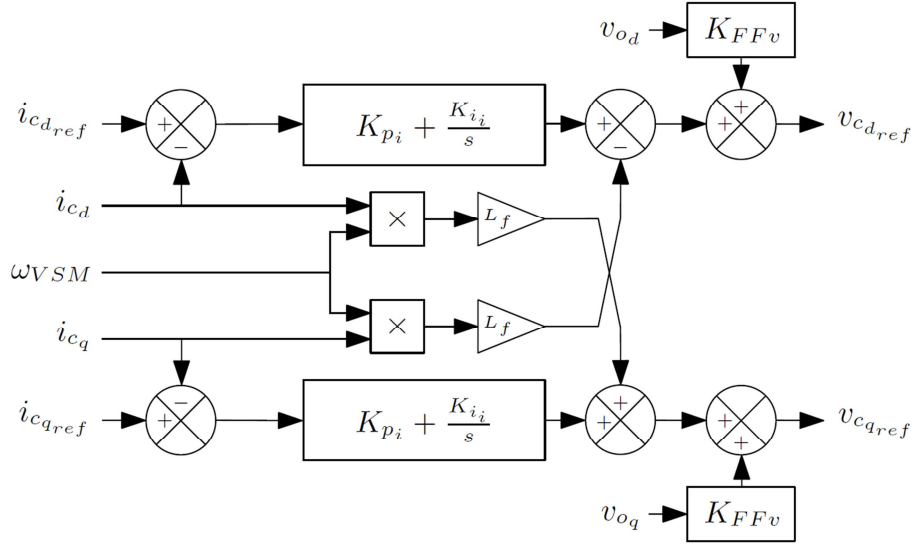 v_{o_d} K_{FFv}
i_{c_{d_{ref}}} + − K_{p_i} + \frac{K_{i_i}}{s} + − + + v_{c_{d_{ref}}}
i_{c_d} × L_f
ω_{VSM}
i_{c_q} × L_f
i_{c_{q_{ref}}} + − K_{p_i} + \frac{K_{i_i}}{s} + + + + v_{c_{q_{ref}}}
v_{o_q} K_{FFv}